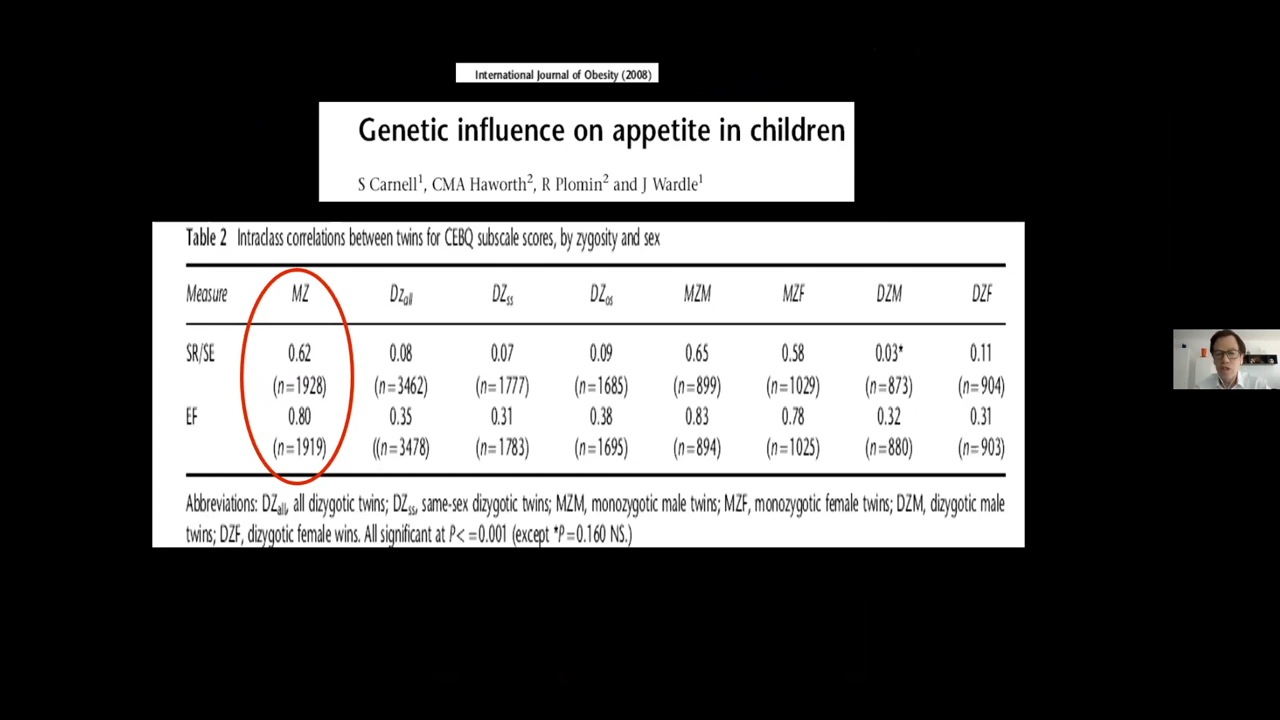 International Journal of Obesity (2008)
Genetic influence on appetite in children
S Carnell1, CMA Haworth2, R Plomin2 and J Wardle1
Table 2 Intraclass correlations between twins for CEBQ subscale scores, by zygosity and sex
Measure MZ Dzall DZss DZos MZM MZF DZM DZF
SR/SE 0.62 0.08 0.07 0.09 0.65 0.58 0.03* 0.11
(n=1928) (n=3462) (n=1777) (n=1685) (n=899) (n=1029) (n=873) (n=904)
EF 0.80 0.35 0.31 0.38 0.83 0.78 0.32 0.31
(n=1919) ((n=3478) (n=1783) (n=1695) (n=894) (n=1025) (n=880) (n=903)
Abbreviations: DZall, all dizygotic twins; DZss, same-sex dizygotic twins; MZM, monozygotic male twins; MZF, monozygotic female twins; DZM, dizygotic male
twins; DZF, dizygotic female wins. All significant at P<=0.001 (except *P=0.160 NS.)